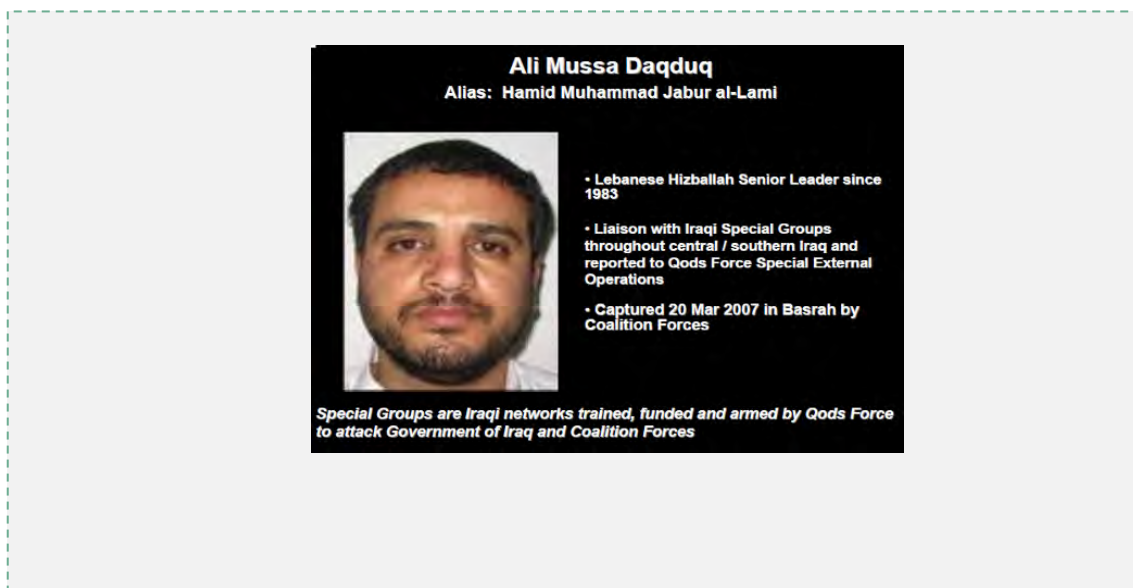 Ali Mussa Daqduq
Alias: Hamid Muhammad Jabur al-Lami
• Lebanese Hizballah Senior Leader since
1983
• Liaison with Iraqi Special Groups
throughout central / southern Iraq and
reported to Qods Force Special External
Operations
• Captured 20 Mar 2007 in Basrah by
Coalition Forces
Special Groups are Iraqi networks trained, funded and armed by Qods Force
to attack Government of Iraq and Coalition Forces